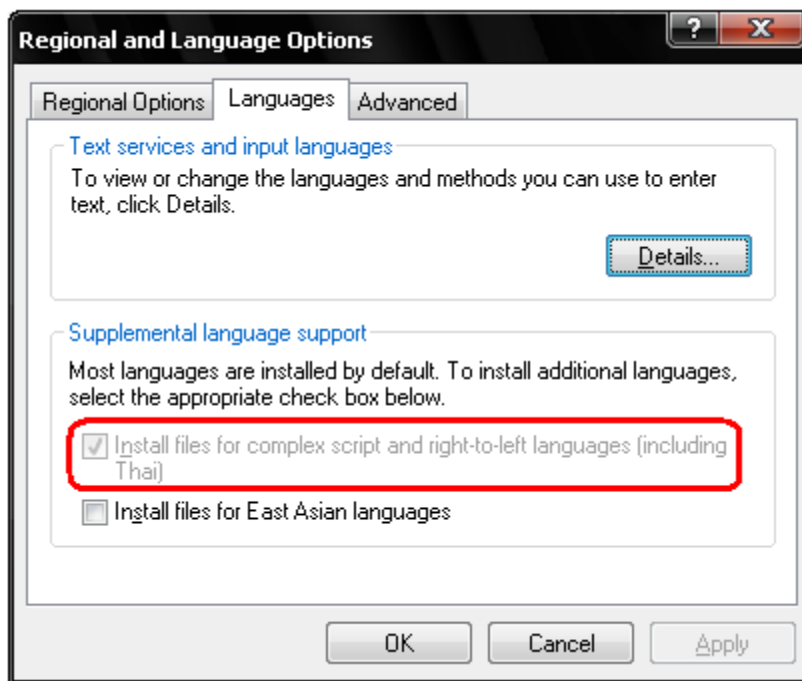 Regional and Language Options
Regional Options Languages Advanced
Text services and input languages
To view or change the languages and methods you can use to enter
text, click Details.
Details...
Supplemental language support
Most languages are installed by default. To install additional languages,
select the appropriate check box below.
Install files for complex script and right-to-left languages (including
Thai)
Install files for East Asian languages
OK Cancel Apply